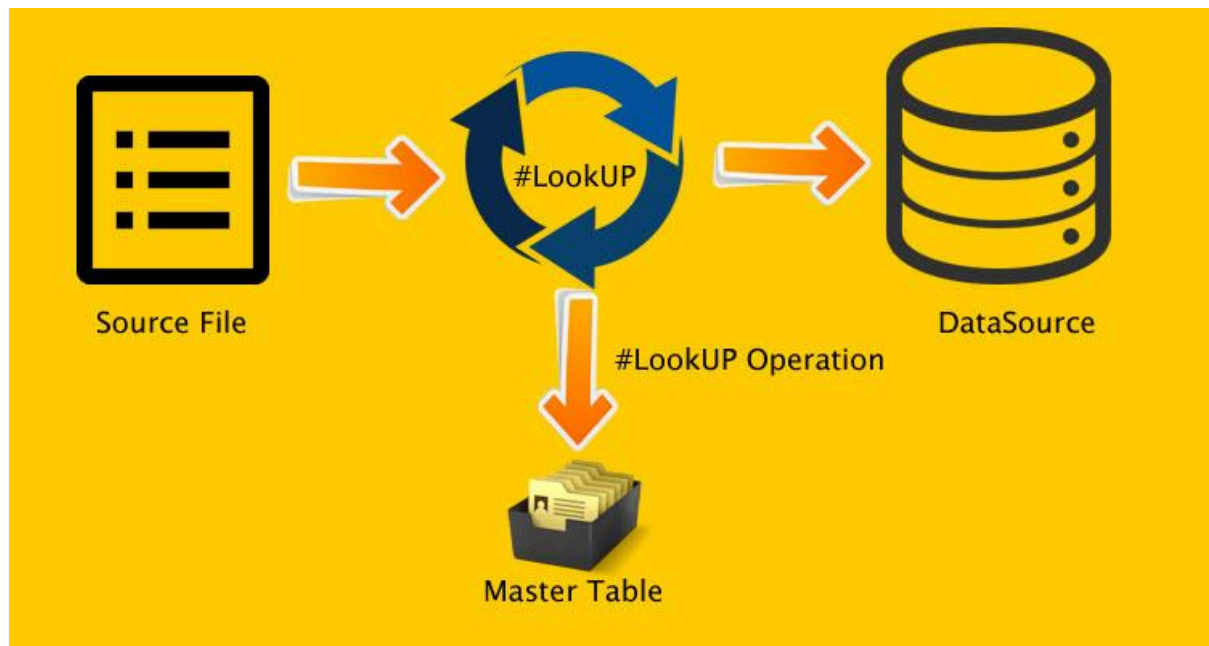 #LookUP
Source File
DataSource
#LookUP Operation
Master Table